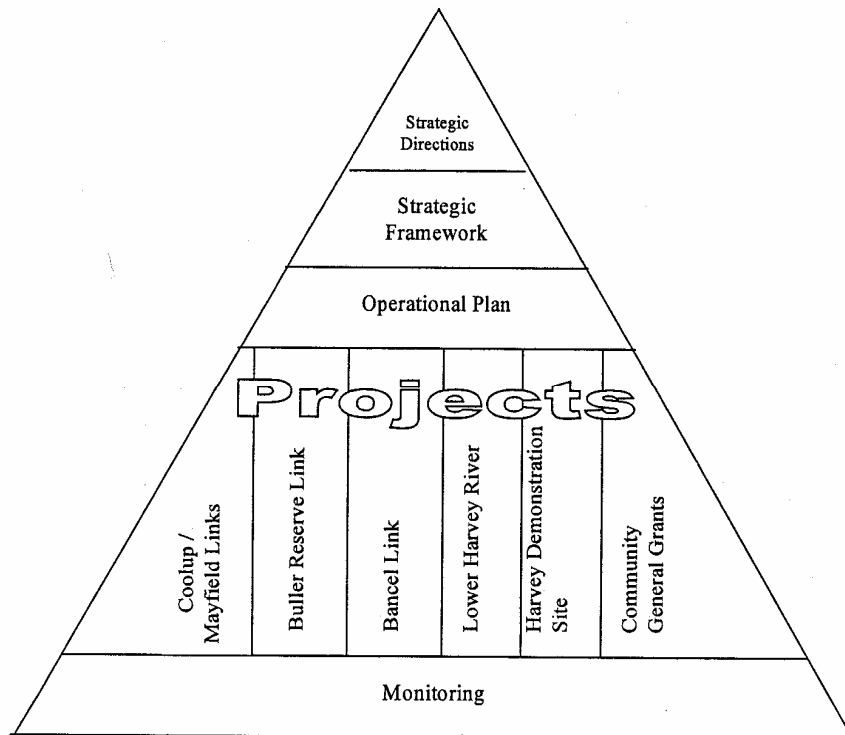 Strategic
Directions
Strategic
Framework
Operational Plan
Projects
Coolup /
Mayfield Links
Buller Reserve Link
Bancel Link
Lower Harvey River
Harvey Demonstration
Site
Community
General Grants
Monitoring